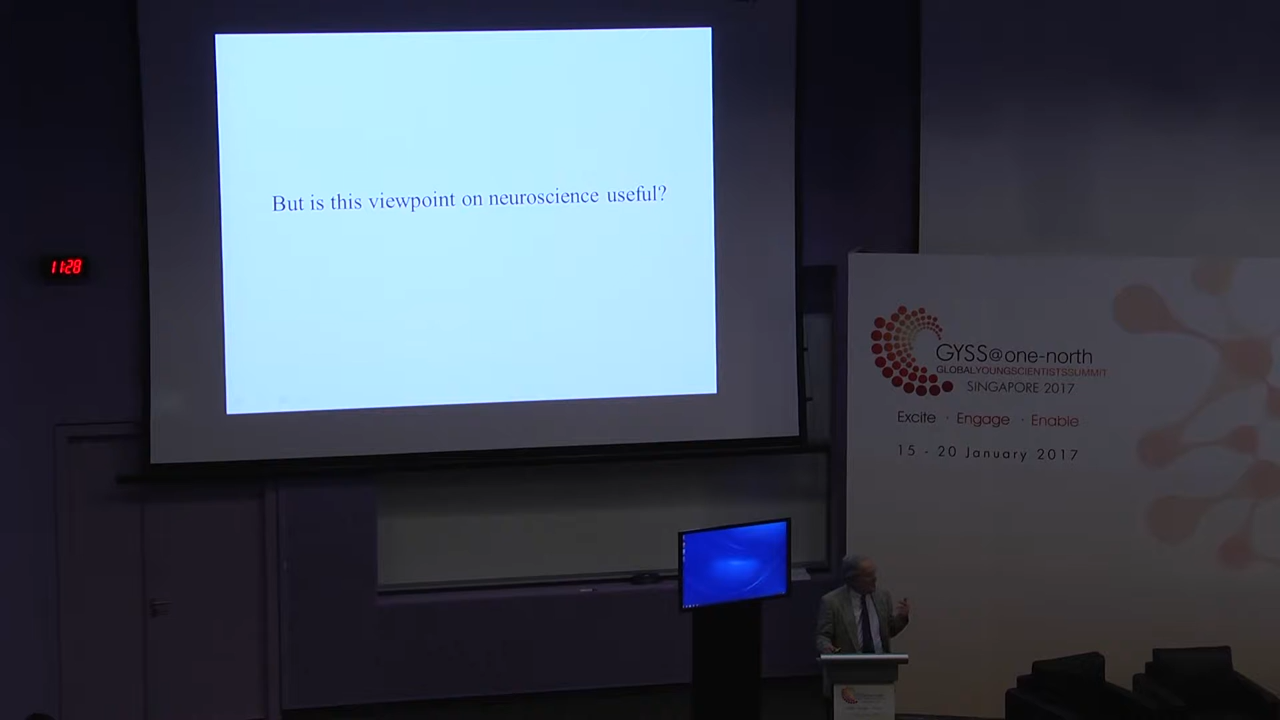 But is this viewpoint on neuroscience useful?
11:28
GYSS@one-north
GLOBALYOUNGSCIENTISTSSUMMIT
SINGAPORE 2017
Excite · Engage · Enable
15 - 20 January 2017